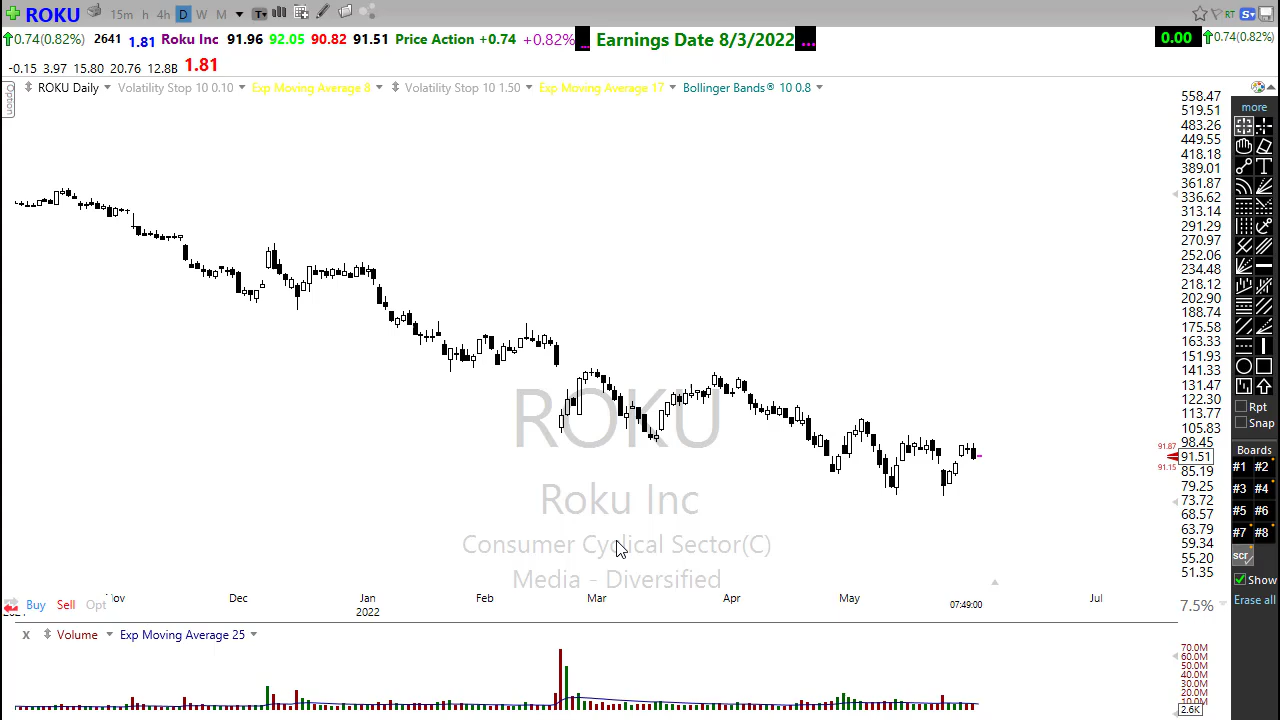 ROKU 15m h 4h D W M RT S
0.74(0.82%) 2641 1.81 Roku Inc 91.96 92.05 90.82 91.51 Price Action +0.74 +0.82% ... Earnings Date 8/3/2022 ... 0.00 0.74(0.82%)
-0.15 3.97 15.80 20.76 12.8B 1.81
Option ROKU Daily Volatility Stop 10 0.10 Exp Moving Average 8 Volatility Stop 10 1.50 Exp Moving Average 17 Bollinger Bands® 10 0.8
558.47
519.51
483.26
449.55
418.18
389.01
361.87
336.62
313.14
291.29
270.97
252.06
234.48
218.12
202.90
188.74
175.58
163.33
151.93
141.33
131.47
122.30
113.77
105.83
98.45
91.87
91.51
91.15
85.19
79.25
73.72
68.57
63.79
59.34
55.20
51.35
more
T
Rpt
Snap
Boards
#1 #2
#3 #4
#5 #6
#7 #8
scr
Show
Erase all
ROKU
Roku Inc
Consumer Cyclical Sector(C)
Media - Diversified
Nov Dec Jan Feb Mar Apr May Jul
2022 07:49:00
Buy Sell Opt 7.5%
x Volume Exp Moving Average 25
70.0M
60.0M
50.0M
40.0M
30.0M
20.0M
10.0M
2.6K